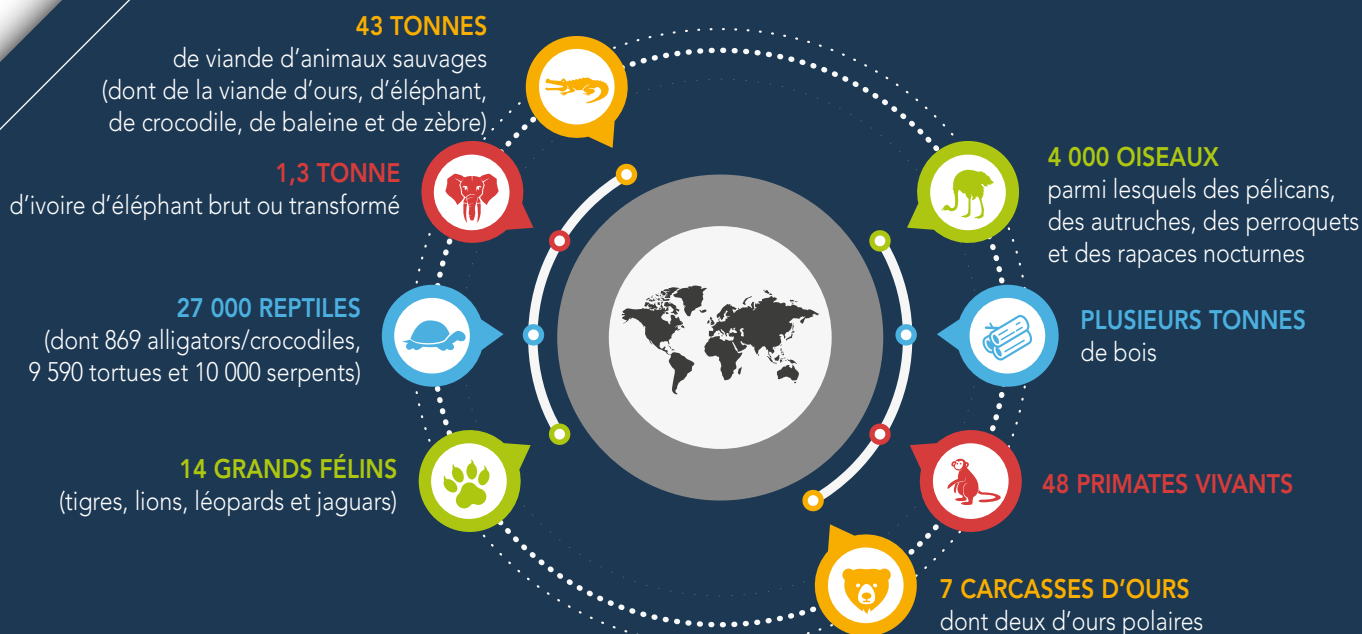 43 TONNES
de viande d'animaux sauvages
(dont de la viande d'ours, d'éléphant,
de crocodile, de baleine et de zèbre)
1,3 TONNE
d'ivoire d'éléphant brut ou transformé
27 000 REPTILES
(dont 869 alligators/crocodiles,
9 590 tortues et 10 000 serpents)
14 GRANDS FÉLINS
(tigres, lions, léopards et jaguars)
4 000 OISEAUX
parmi lesquels des pélicans,
des autruches, des perroquets
et des rapaces nocturnes
PLUSIEURS TONNES
de bois
48 PRIMATES VIVANTS
7 CARCASSES D'OURS
dont deux d'ours polaires